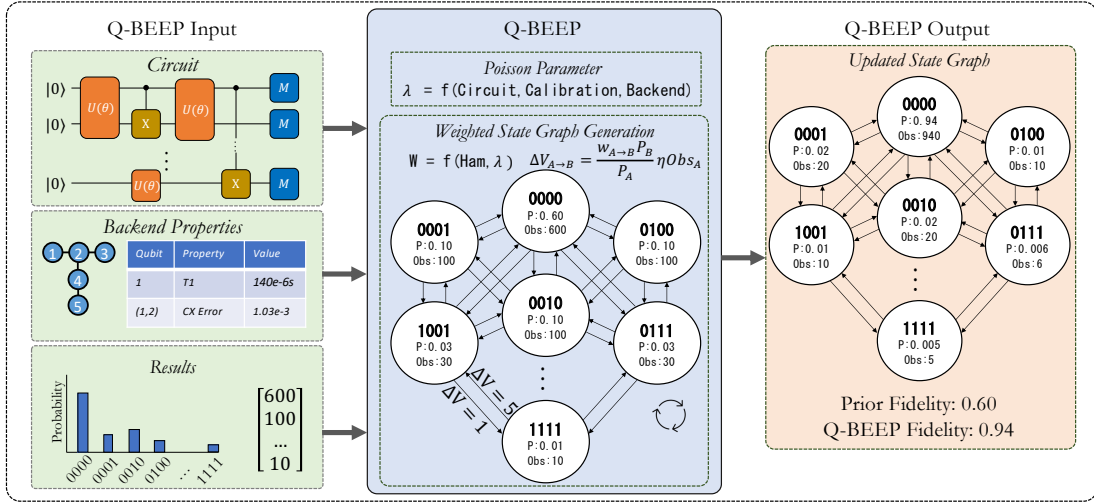 Q-BEEP Input
Circuit
|0⟩
U(θ)
X
U(θ)
M
|0⟩
M
⋮
|0⟩
U(θ)
X
M
Backend Properties
1 2 3
4
5
Qubit Property Value
1 T1 140e-6s
(1,2) CX Error 1.03e-3
Results
Probability
0000
0001
0010
0100
...
1111
600
100
...
10
Q-BEEP
Poisson Parameter
λ = f(Circuit,Calibration,Backend)
Weighted State Graph Generation
W = f(Ham,λ) ΔV_{A→B} = \frac{w_{A→B} P_B}{P_A} ηObs_A
0000
P:0.60
Obs:600
0001
P:0.10
Obs:100
0100
P:0.10
Obs:100
0010
P:0.10
Obs:100
1001
P:0.03
Obs:30
0111
P:0.03
Obs:30
ΔV = 5
ΔV = 1
⋮
1111
P:0.01
Obs:10
Q-BEEP Output
Updated State Graph
0000
P:0.94
Obs:940
0001
P:0.02
Obs:20
0100
P:0.01
Obs:10
0010
P:0.02
Obs:20
1001
P:0.01
Obs:10
0111
P:0.006
Obs:6
⋮
1111
P:0.005
Obs:5
Prior Fidelity: 0.60
Q-BEEP Fidelity: 0.94